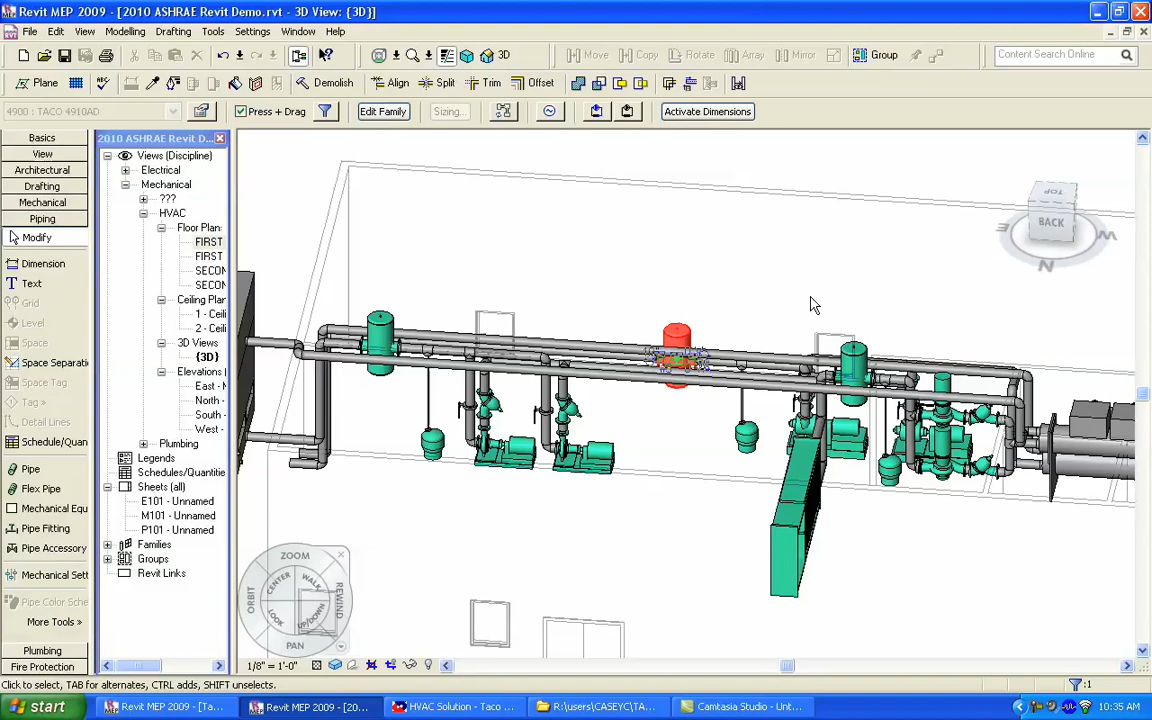 Revit MEP 2009 - [2010 ASHRAE Revit Demo.rvt - 3D View: {3D}]
File Edit View Modelling Drafting Tools Settings Window Help
3D Move Copy Rotate Array Mirror Group Content Search Online
Plane Demolish Align Split Trim Offset
4900 : TACO 4910AD Press + Drag Edit Family Sizing... Activate Dimensions
Basics
View
Architectural
Drafting
Mechanical
Piping
Modify
Dimension
Text
Grid
Level
Space
Space Separati
Space Tag
Tag »
Detail Lines
Schedule/Quan
Pipe
Flex Pipe
Mechanical Equ
Pipe Fitting
Pipe Accessory
Mechanical Sett
Pipe Color Sche
More Tools »
Plumbing
Fire Protection
2010 ASHRAE Revit D...
Views (Discipline)
Electrical
Mechanical
???
HVAC
Floor Plan:
FIRST
FIRST
SECON
SECON
Ceiling Plan
1 - Ceili
2 - Ceili
3D Views
{3D}
Elevations (
East - M
North -
South -
West -
Plumbing
Legends
Schedules/Quantitie
Sheets (all)
E101 - Unnamed
M101 - Unnamed
P101 - Unnamed
Families
Groups
Revit Links
TOP
BACK
E
W
N
ZOOM
ORBIT
CENTER
WALK
REWIND
LOOK
UP/DOWN
PAN
1/8" = 1'-0"
Click to select, TAB for alternates, CTRL adds, SHIFT unselects. :1
start Revit MEP 2009 - [Ta... Revit MEP 2009 - [20... HVAC Solution - Taco ... R:\users\CASEYC\TA... Camtasia Studio - Unt... 10:35 AM